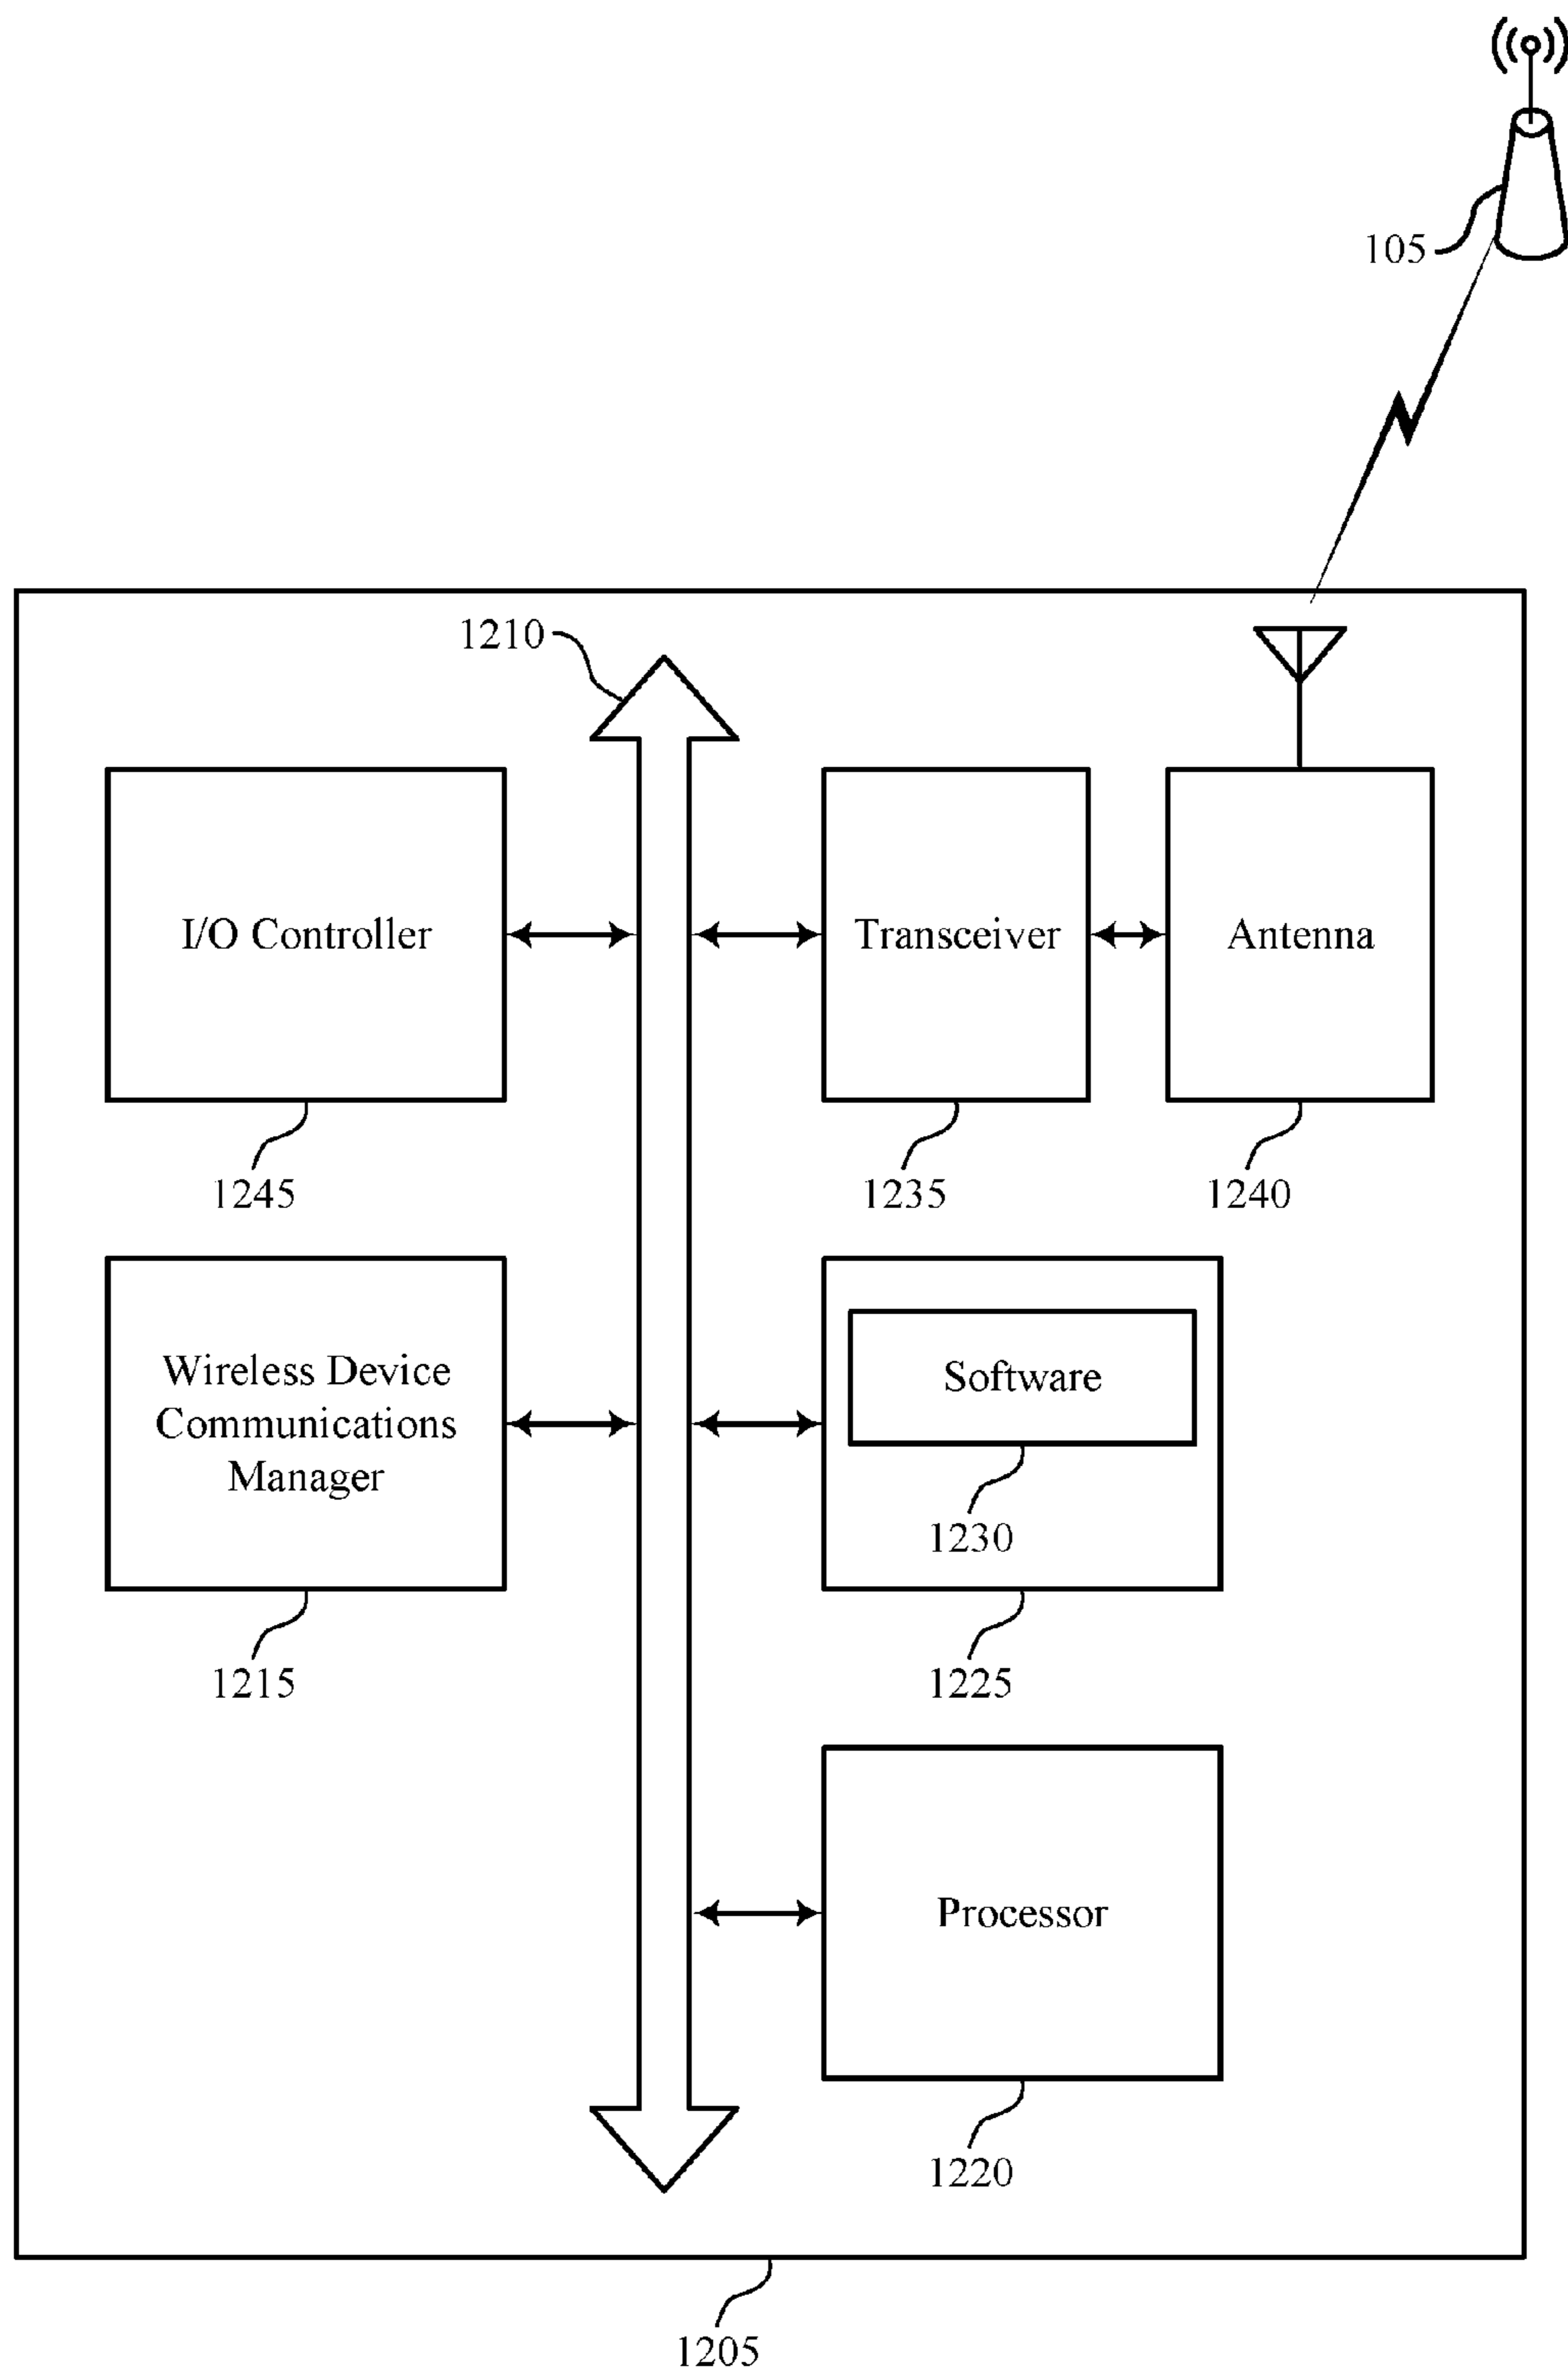 105
1210
I/O Controller
Transceiver
Antenna
1245
1235
1240
Wireless Device
Communications
Manager
Software
1230
1215
1225
Processor
1220
1205